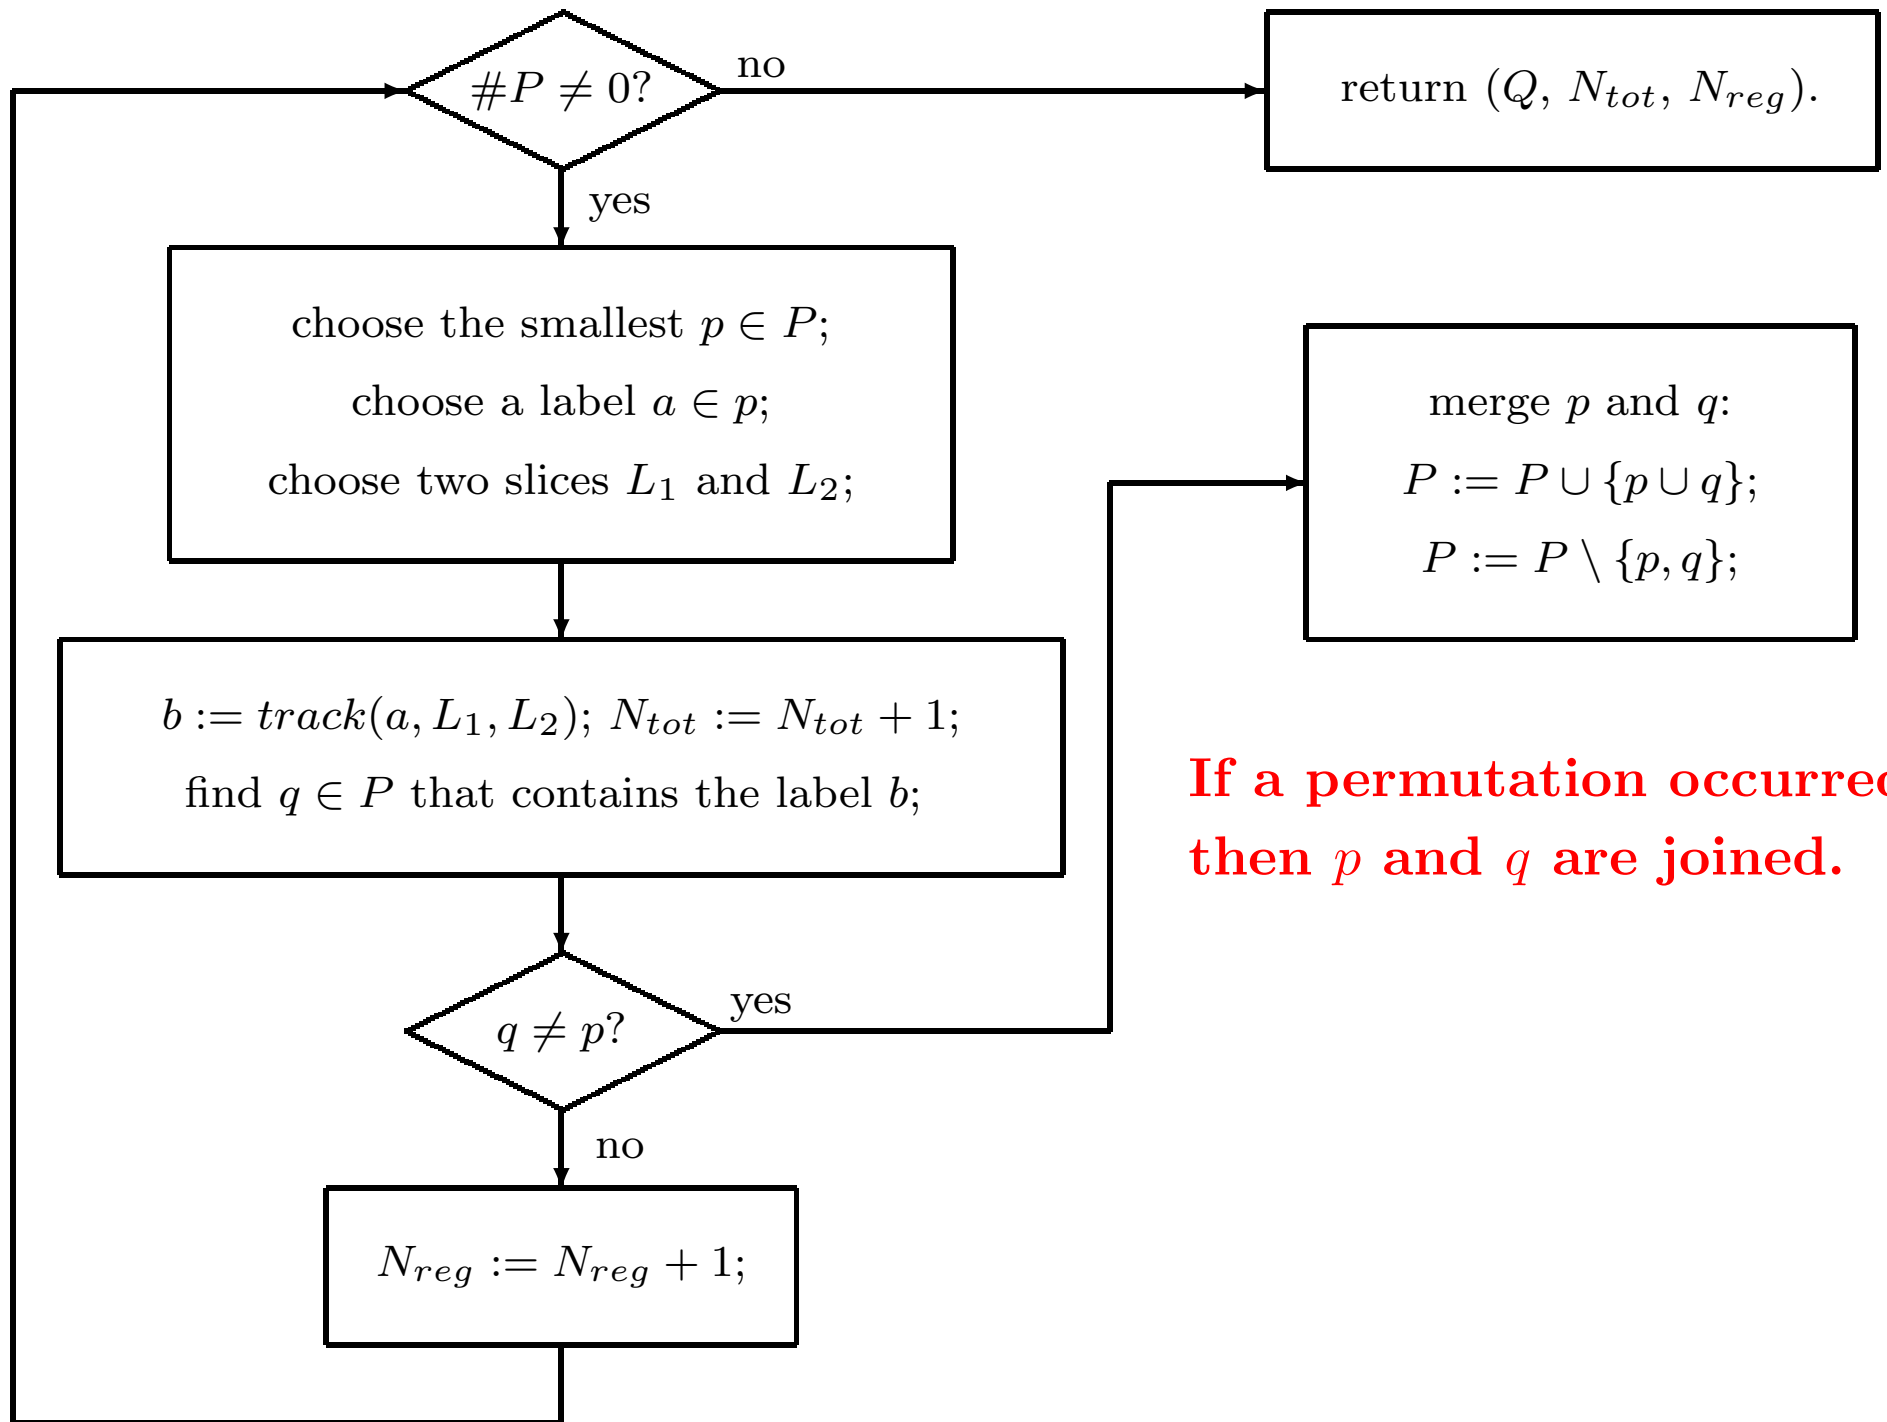 #P ≠ 0?
no
return (Q, N_tot, N_reg).
yes
choose the smallest p ∈ P;
choose a label a ∈ p;
choose two slices L_1 and L_2;
merge p and q:
P := P ∪ {p ∪ q};
P := P \ {p, q};
b := track(a, L_1, L_2); N_tot := N_tot + 1;
find q ∈ P that contains the label b;
If a permutation occurred
then p and q are joined.
q ≠ p?
yes
no
N_reg := N_reg + 1;